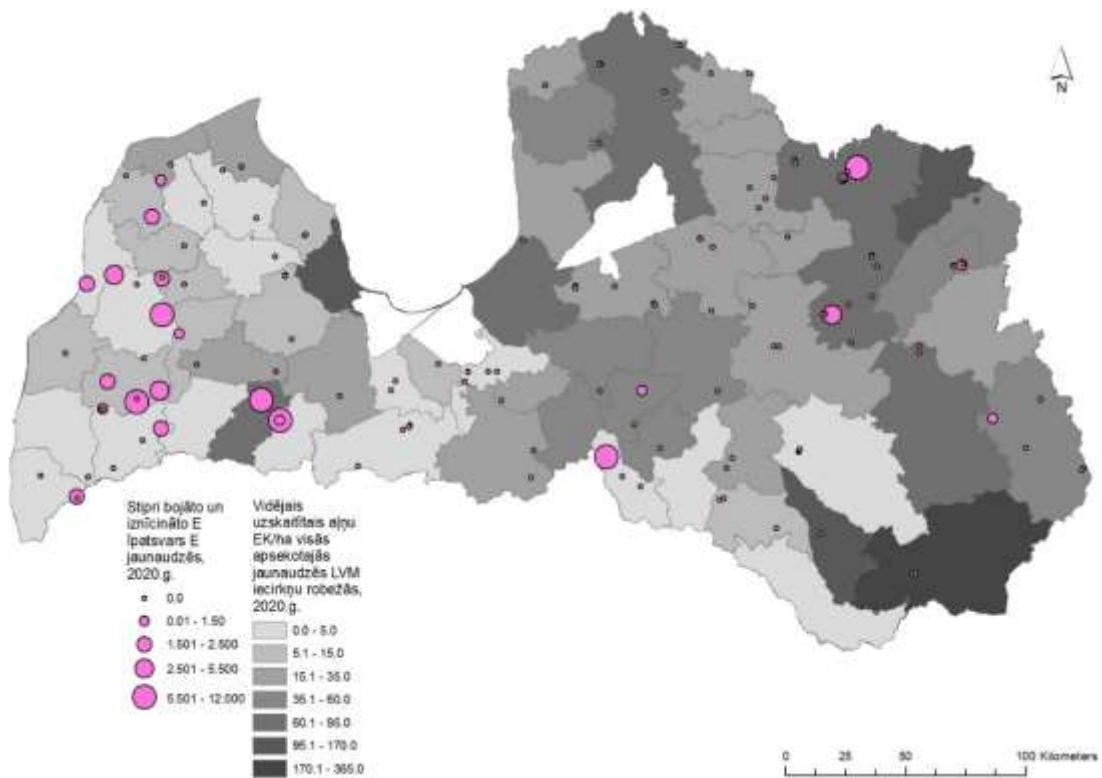 N
Stipri bojāto un
iznīcināto E
īpatsvars E
jaunaudzēs,
2020.g.
0.0
0.01 - 1.50
1.501 - 2.500
2.501 - 5.500
5.501 - 12.000
Vidējais
uzskaitītais aļņu
EK/ha visās
apsekotajās
jaunaudzēs LVM
iecirkņu robežās,
2020.g.
0.0 - 5.0
5.1 - 15.0
15.1 - 35.0
35.1 - 60.0
60.1 - 95.0
95.1 - 170.0
170.1 - 365.0
0 25 50 100 Kilometers